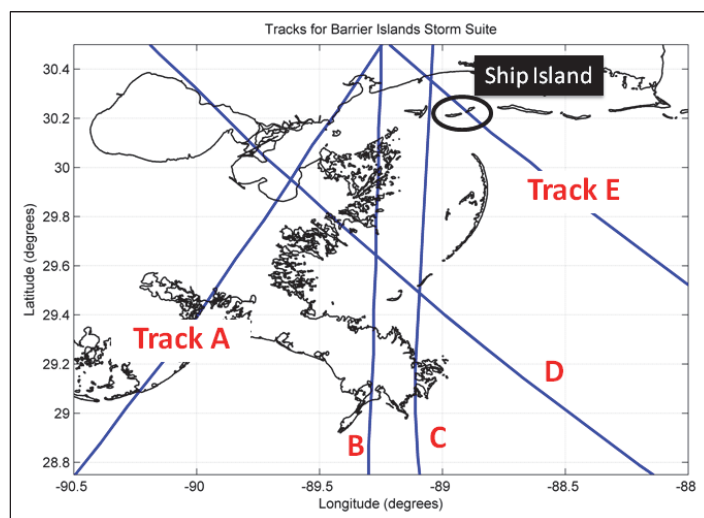 Tracks for Barrier Islands Storm Suite
30.4
Ship Island
30.2
30
Track E
29.8
29.6
Latitude (degrees)
29.4
Track A
29.2
D
B
C
29
28.8
-90.5 -90 -89.5 -89 -88.5 -88
Longitude (degrees)